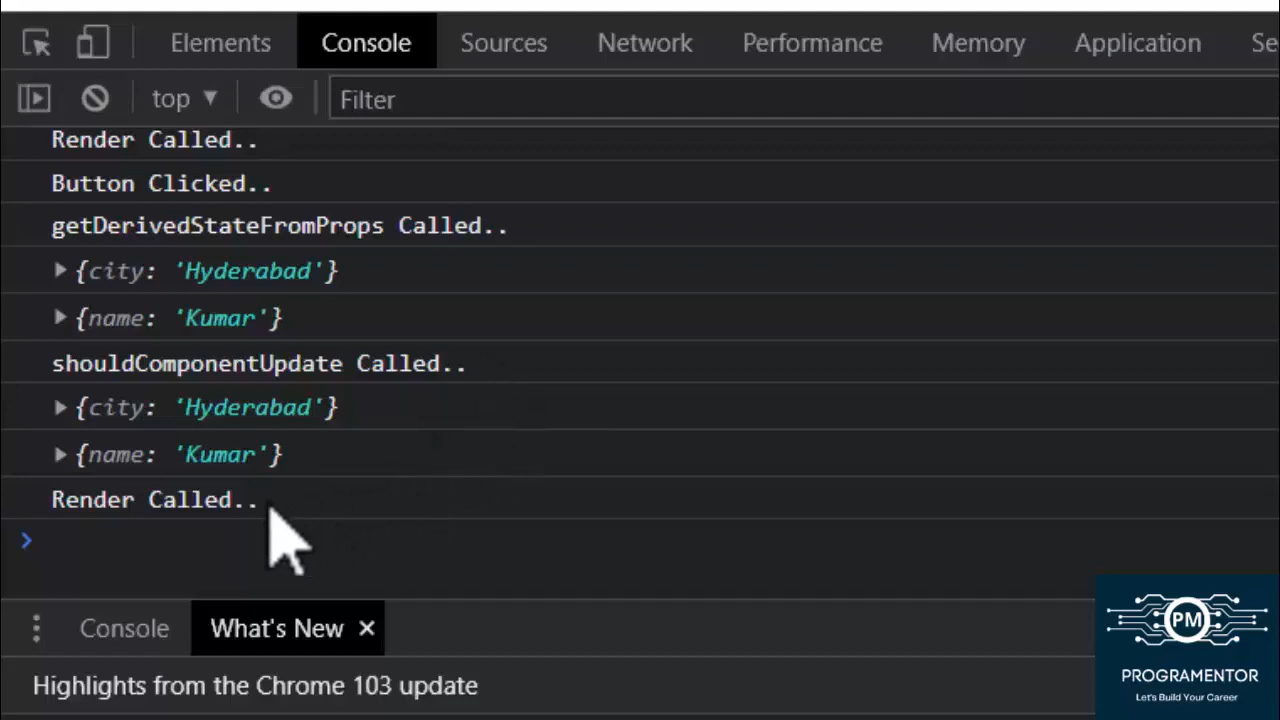 Elements Console Sources Network Performance Memory Application Se
top ▼ Filter
Render Called..
Button Clicked..
getDerivedStateFromProps Called..
▶ {city: 'Hyderabad'}
▶ {name: 'Kumar'}
shouldComponentUpdate Called..
▶ {city: 'Hyderabad'}
▶ {name: 'Kumar'}
Render Called..
Console What's New ×
Highlights from the Chrome 103 update
PM
PROGRAMENTOR
Let's Build Your Career